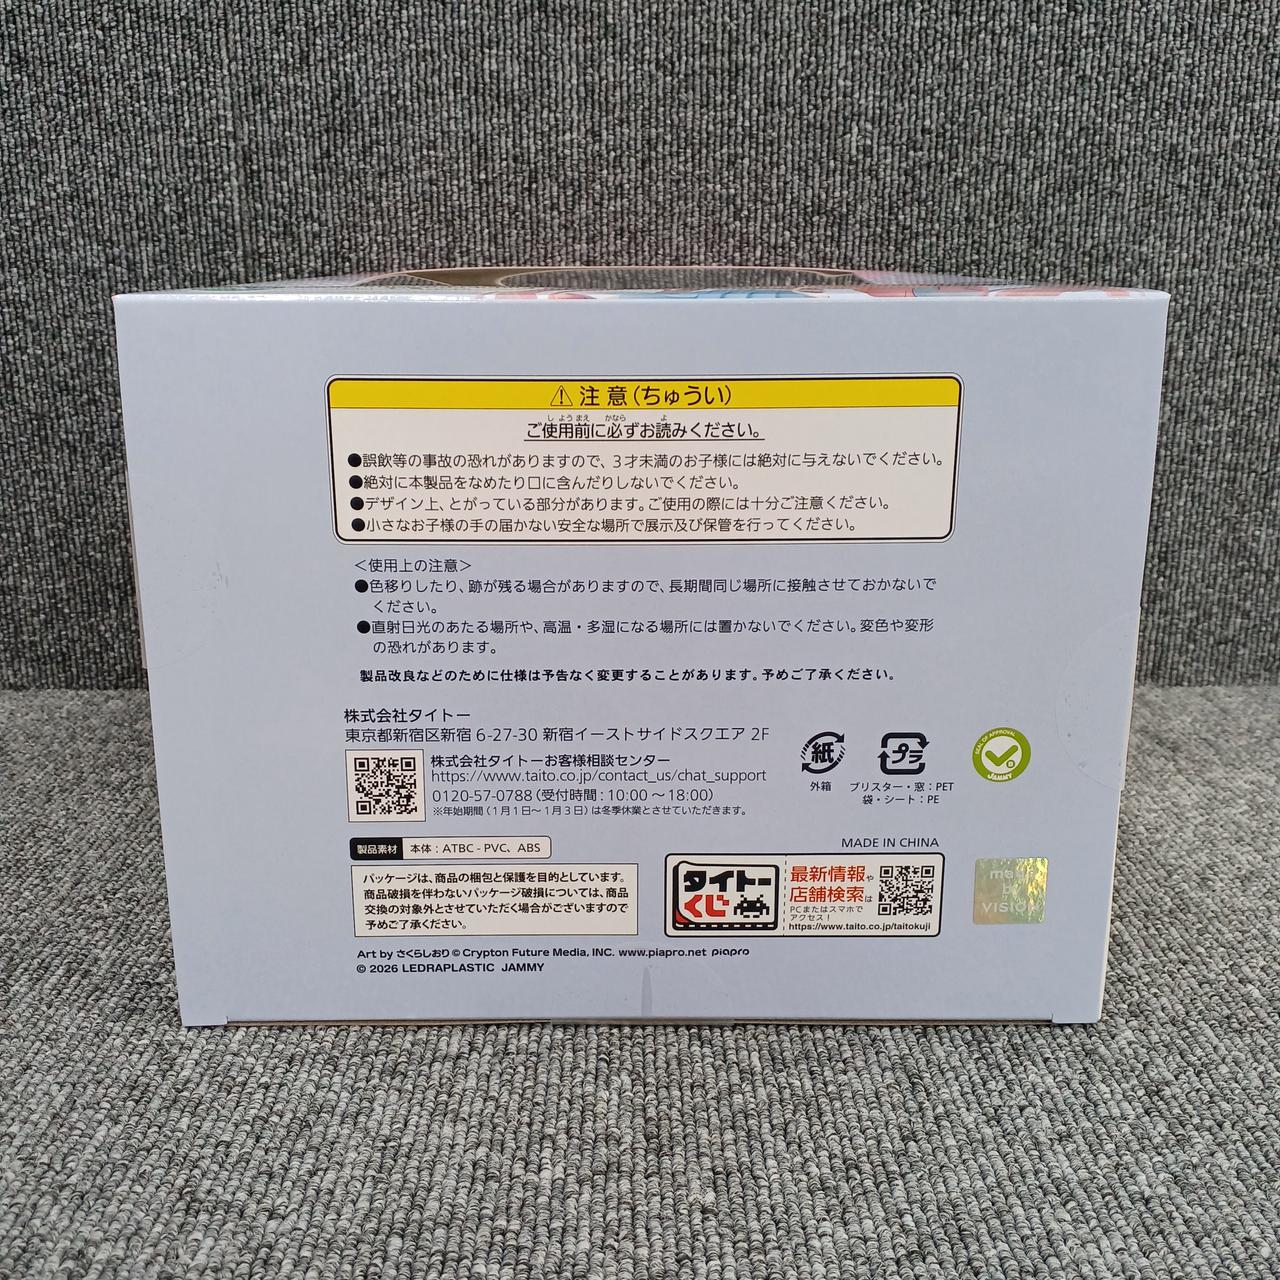 ⚠注意(ちゅうい)
しようまえ かなら よ
ご使用前に必ずお読みください。
●誤飲等の事故の恐れがありますので、3才未満のお子様には絶対に与えないでください。
●絶対に本製品をなめたり口に含んだりしないでください。
●デザイン上、とがっている部分があります。ご使用の際には十分ご注意ください。
●小さなお子様の手の届かない安全な場所で展示及び保管を行ってください。
＜使用上の注意＞
●色移りしたり、跡が残る場合がありますので、長期間同じ場所に接触させておかないで
ください。
●直射日光のあたる場所や、高温・多湿になる場所には置かないでください。変色や変形
の恐れがあります。
製品改良などのために仕様は予告なく変更することがあります。予めご了承ください。
株式会社タイトー
東京都新宿区新宿 6-27-30 新宿イーストサイドスクエア 2F
株式会社タイトーお客様相談センター
https://www.taito.co.jp/contact_us/chat_support
0120-57-0788（受付時間：10:00～18:00）
※年始期間（1月1日～1月3日）は冬季休業とさせていただきます。
紙
外箱
プラ
ブリスター・窓：PET
袋・シート：PE
SEAL OF APPROVAL
JAMMY
製品素材 本体：ATBC-PVC、ABS
MADE IN CHINA
パッケージは、商品の梱包と保護を目的としています。
商品破損を伴わないパッケージ破損については、商品
交換の対象外とさせていただく場合がございますので
予めご了承ください。
タイトー
くじ
最新情報や
店舗検索は
PCまたはスマホで
アクセス！
https://www.taito.co.jp/taitokuji
made
by
VISION
Art by さくらしおり © Crypton Future Media, INC. www.piapro.net piapro
© 2026 LEDRAPLASTIC JAMMY